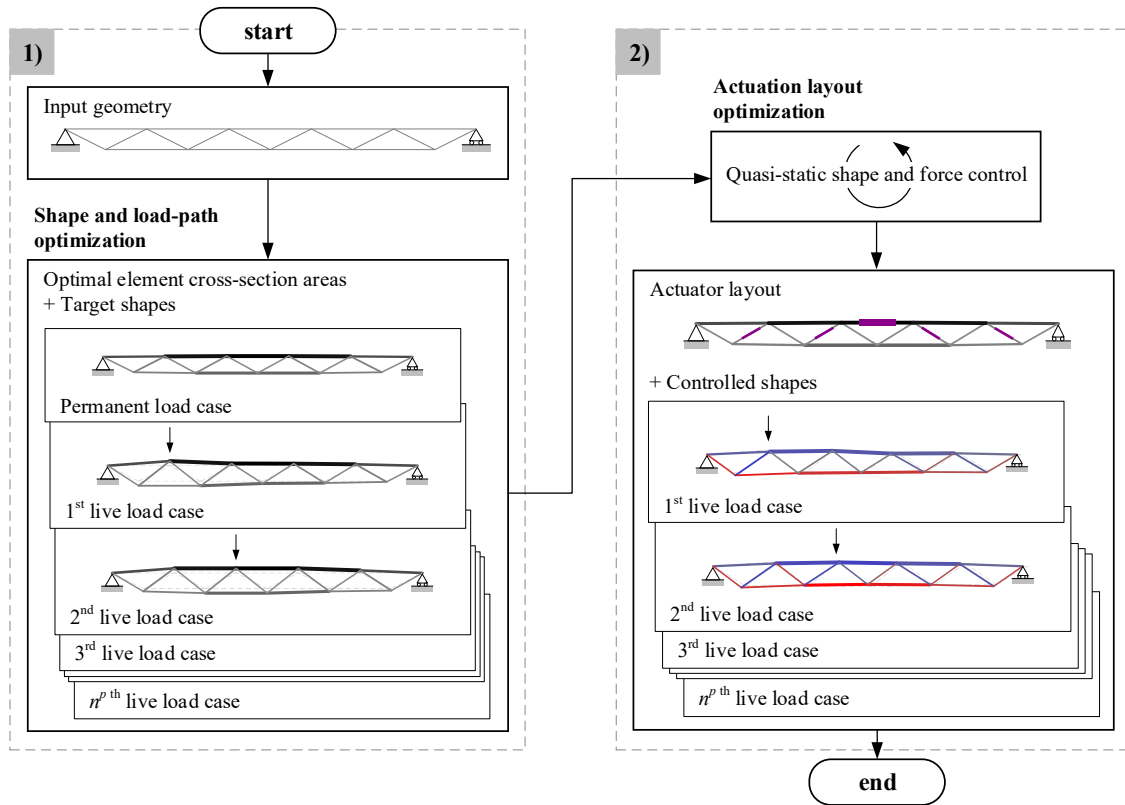 start
1)
Input geometry
Shape and load-path
optimization
Optimal element cross-section areas
+ Target shapes
Permanent load case
1st live load case
2nd live load case
3rd live load case
n^p th live load case
2)
Actuation layout
optimization
Quasi-static shape and force control
Actuator layout
+ Controlled shapes
1st live load case
2nd live load case
3rd live load case
n^p th live load case
end